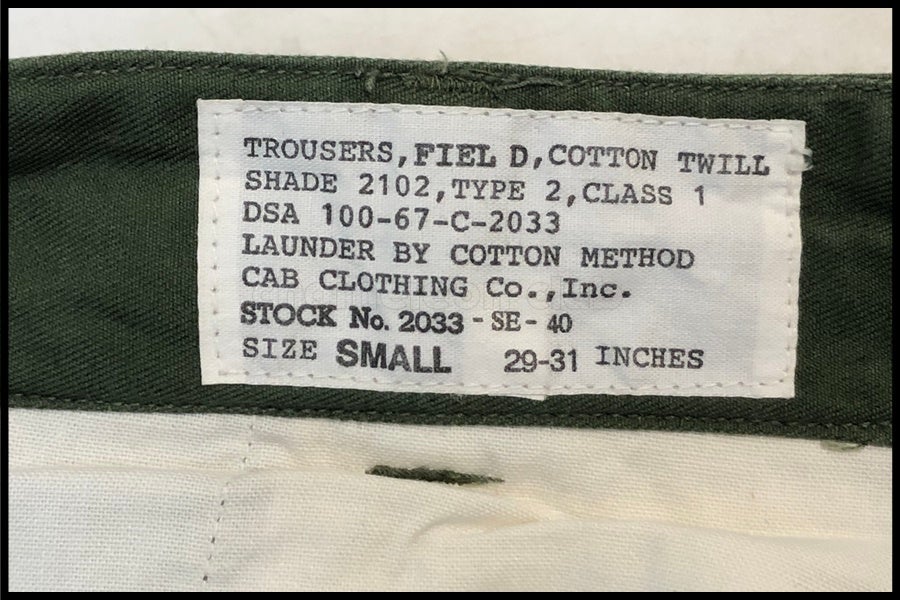 TROUSERS, FIEL D, COTTON TWILL
SHADE 2102, TYPE 2, CLASS 1
DSA 100-67-C-2033
LAUNDER BY COTTON METHOD
CAB CLOTHING Co., Inc.
STOCK No. 2033 - SE - 40
SIZE SMALL 29-31 INCHES